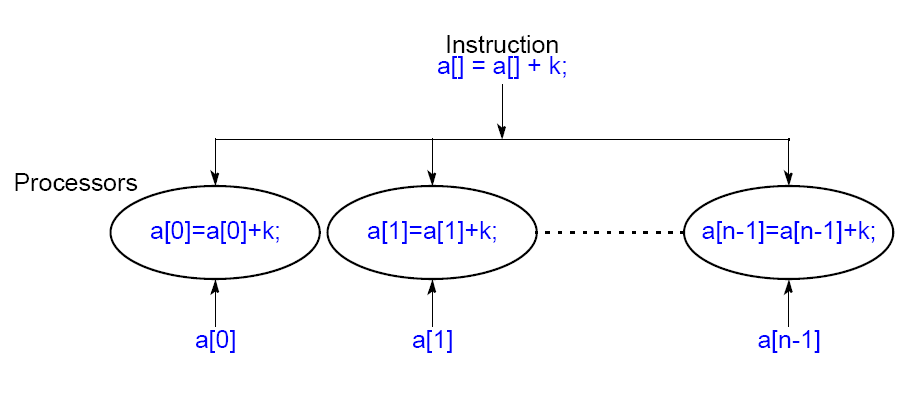 Instruction
a[] = a[] + k;
Processors
a[0]=a[0]+k;
a[1]=a[1]+k;
a[n-1]=a[n-1]+k;
a[0]
a[1]
a[n-1]